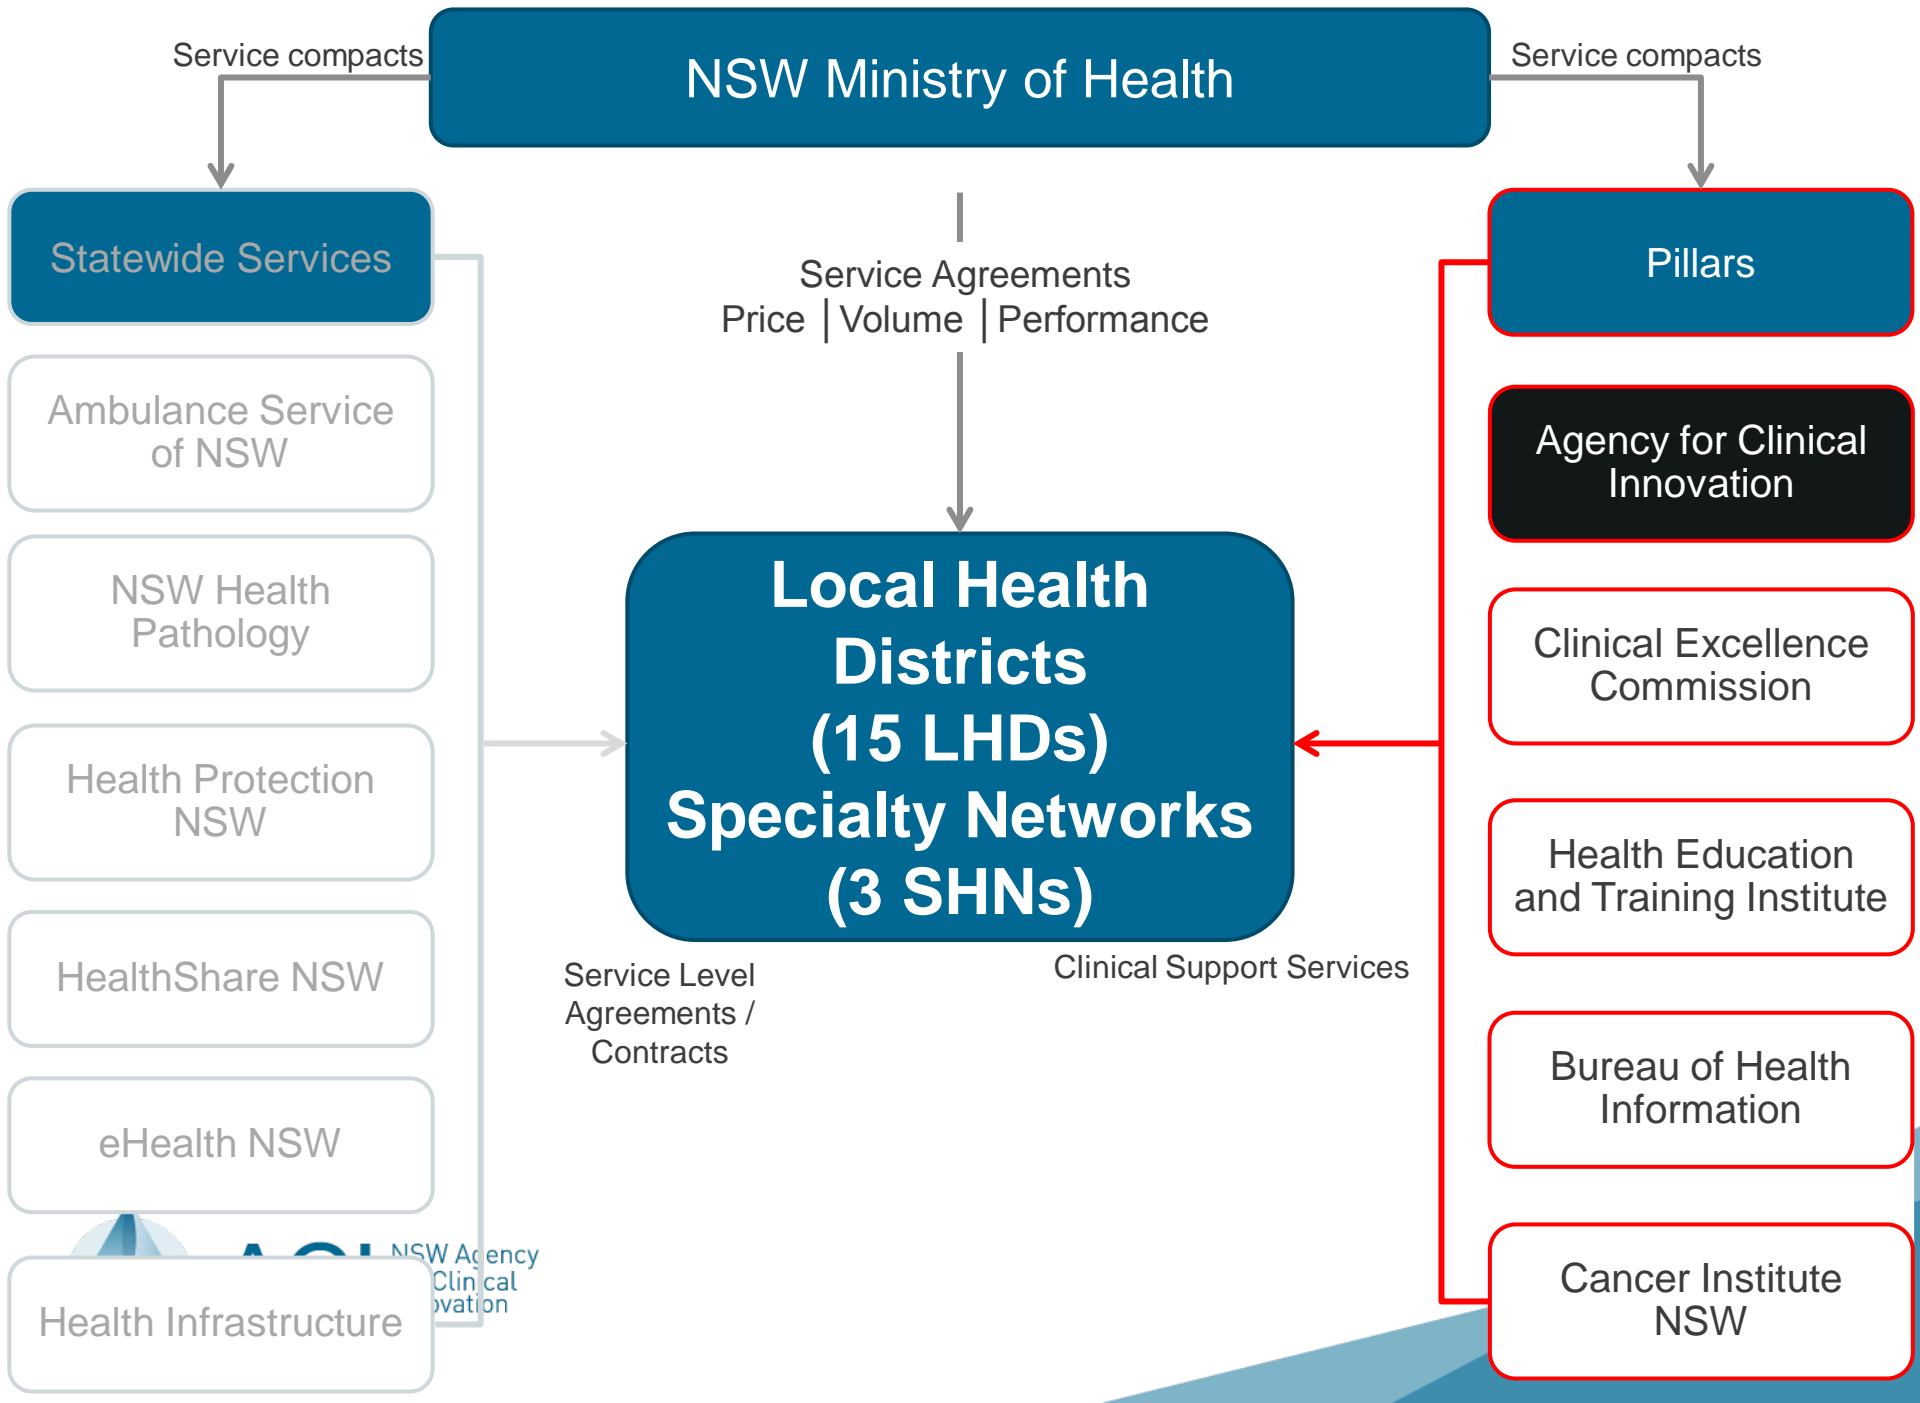 Service compacts
NSW Ministry of Health
Service compacts
Statewide Services
Ambulance Service
of NSW
NSW Health
Pathology
Health Protection
NSW
HealthShare NSW
eHealth NSW
Health Infrastructure
NSW Agency
Clinical
Service Agreements
Price | Volume | Performance
Local Health
Districts
(15 LHDs)
Specialty Networks
(3 SHNs)
Service Level
Agreements /
Contracts
Clinical Support Services
Pillars
Agency for Clinical
Innovation
Clinical Excellence
Commission
Health Education
and Training Institute
Bureau of Health
Information
Cancer Institute
NSW